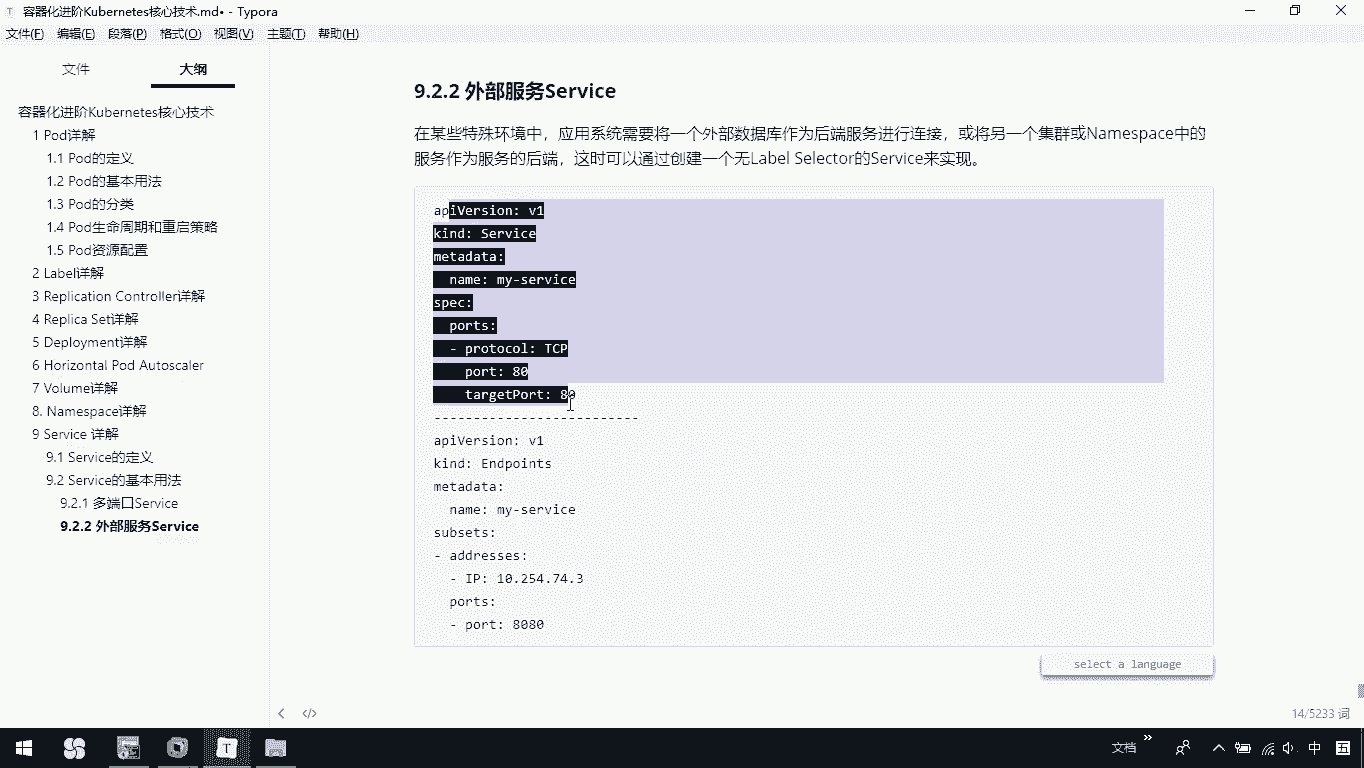 容器化进阶Kubernetes核心技术.md• - Typora
文件(F) 编辑(E) 段落(P) 格式(O) 视图(V) 主题(T) 帮助(H)
文件 大纲
容器化进阶Kubernetes核心技术
1 Pod详解
1.1 Pod的定义
1.2 Pod的基本用法
1.3 Pod的分类
1.4 Pod生命周期和重启策略
1.5 Pod资源配置
2 Label详解
3 Replication Controller详解
4 Replica Set详解
5 Deployment详解
6 Horizontal Pod Autoscaler
7 Volume详解
8. Namespace详解
9 Service 详解
9.1 Service的定义
9.2 Service的基本用法
9.2.1 多端口Service
9.2.2 外部服务Service
9.2.2 外部服务Service
在某些特殊环境中，应用系统需要将一个外部数据库作为后端服务进行连接，或将另一个集群或Namespace中的
服务作为服务的后端，这时可以通过创建一个无Label Selector的Service来实现。
apiVersion: v1
kind: Service
metadata:
  name: my-service
spec:
  ports:
  - protocol: TCP
    port: 80
    targetPort: 80
--------------------------
apiVersion: v1
kind: Endpoints
metadata:
  name: my-service
subsets:
- addresses:
  - IP: 10.254.74.3
  ports:
  - port: 8080
select a language
14/5233 词
文档 » 中 五